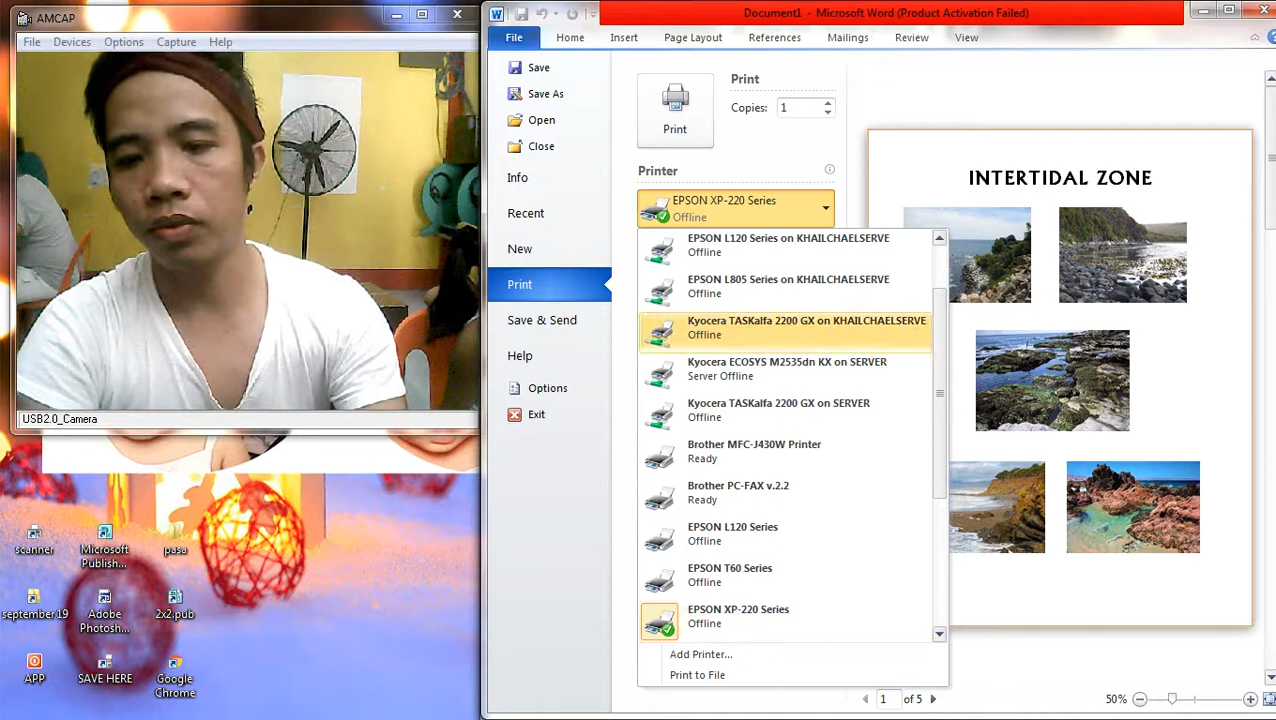 AMCAP
File Devices Options Capture Help
USB2.0_Camera
scanner
Microsoft Publish...
pasa
september 19
Adobe Photosh...
2x2.pub
APP
SAVE HERE
Google Chrome
Document1 - Microsoft Word (Product Activation Failed)
File Home Insert Page Layout References Mailings Review View
Save
Save As
Open
Close
Info
Recent
New
Print
Save & Send
Help
Options
Exit
Print
Print
Copies: 1
Printer
EPSON XP-220 Series
Offline
EPSON L120 Series on KHAILCHAELSERVE
Offline
EPSON L805 Series on KHAILCHAELSERVE
Offline
Kyocera TASKalfa 2200 GX on KHAILCHAELSERVE
Offline
Kyocera ECOSYS M2535dn KX on SERVER
Server Offline
Kyocera TASKalfa 2200 GX on SERVER
Offline
Brother MFC-J430W Printer
Ready
Brother PC-FAX v.2.2
Ready
EPSON L120 Series
Offline
EPSON T60 Series
Offline
EPSON XP-220 Series
Offline
Add Printer...
Print to File
INTERTIDAL ZONE
1 of 5
50%